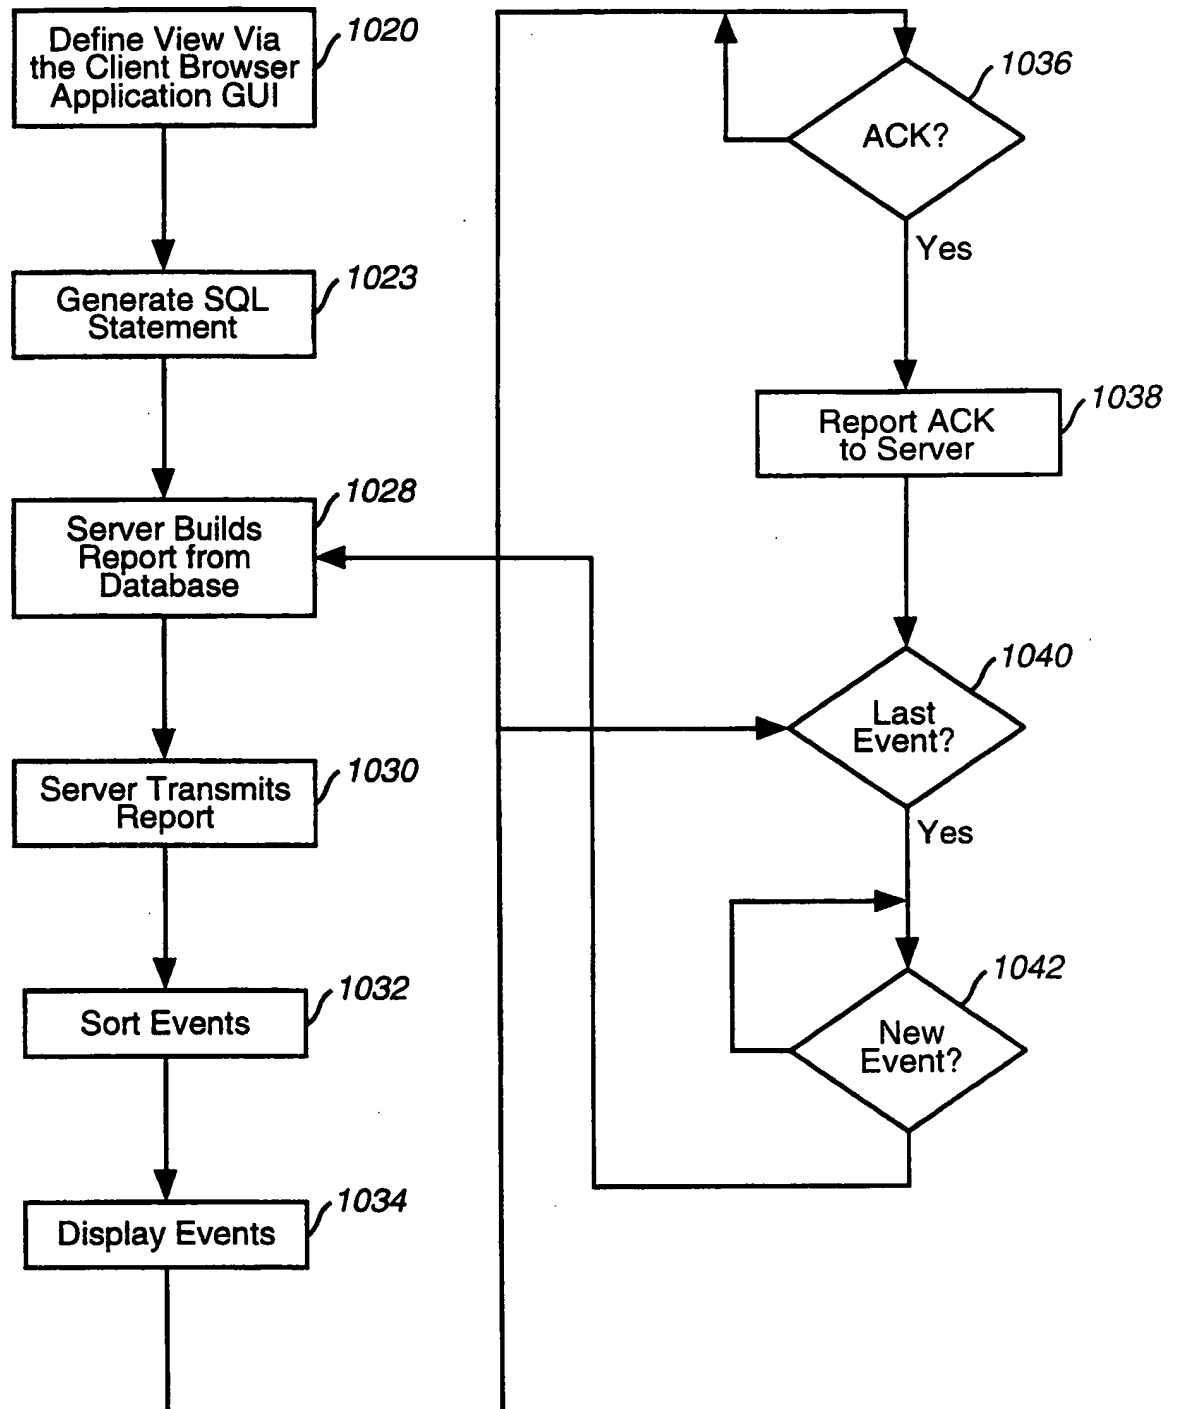 Define View Via
the Client Browser
Application GUI
1020
Generate SQL
Statement
1023
Server Builds
Report from
Database
1028
Server Transmits
Report
1030
Sort Events
1032
Display Events
1034
ACK?
1036
Yes
Report ACK
to Server
1038
Last
Event?
1040
Yes
New
Event?
1042